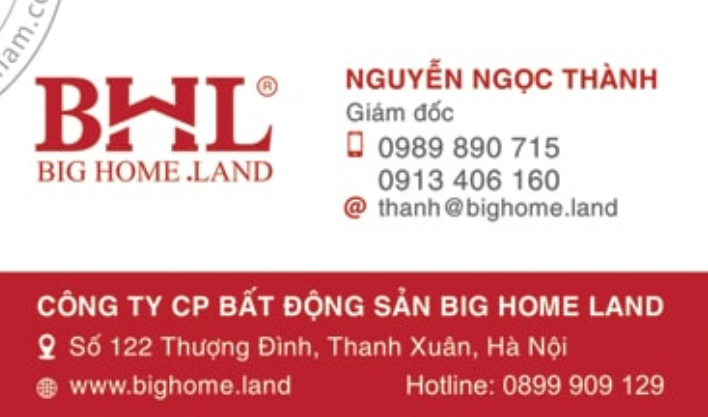 BHL®
BIG HOME .LAND
NGUYỄN NGỌC THÀNH
Giám đốc
0989 890 715
0913 406 160
@ thanh@bighome.land
CÔNG TY CP BẤT ĐỘNG SẢN BIG HOME LAND
Số 122 Thượng Đình, Thanh Xuân, Hà Nội
www.bighome.land Hotline: 0899 909 129